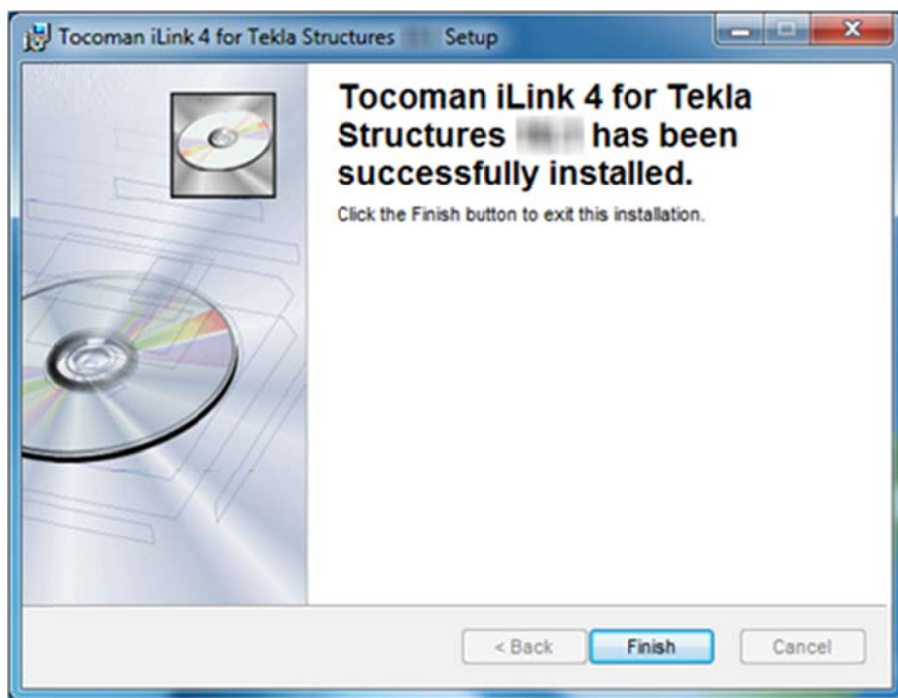 Tocoman iLink 4 for Tekla Structures Setup
Tocoman iLink 4 for Tekla
Structures has been
successfully installed.
Click the Finish button to exit this installation.
< Back Finish Cancel